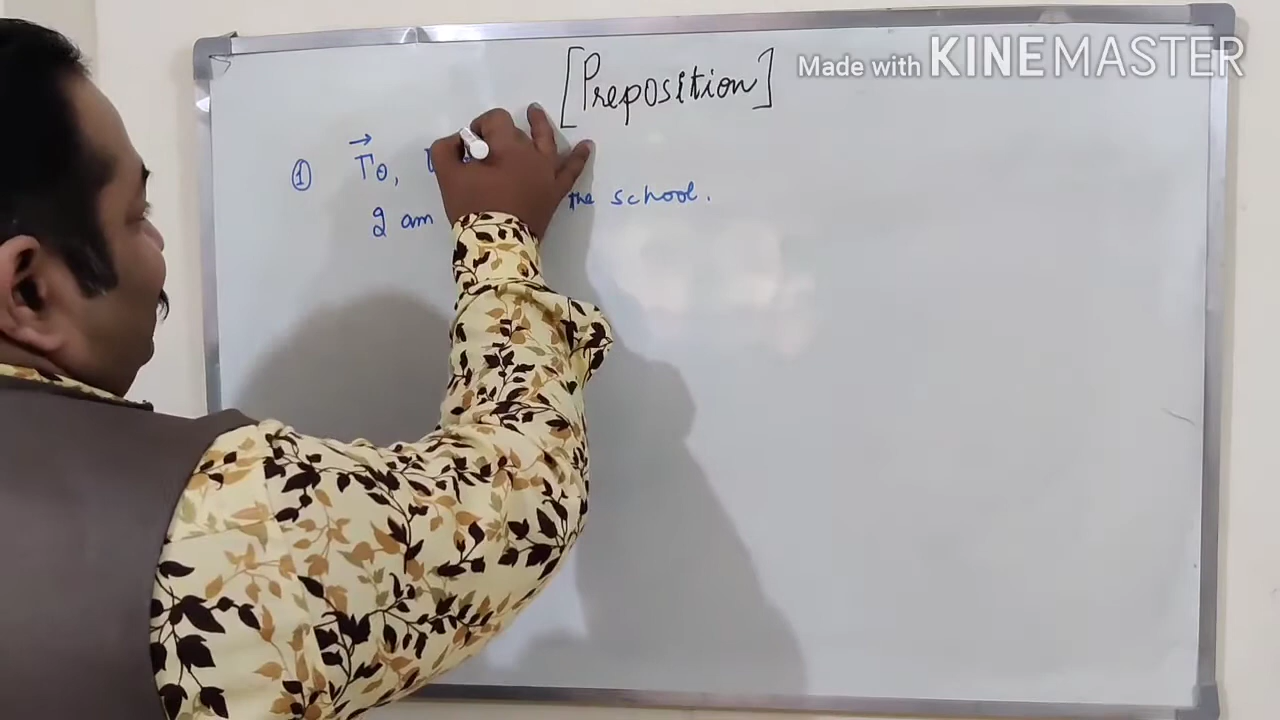 Made with KINEMASTER
[Preposition]
① To,
I am the school.